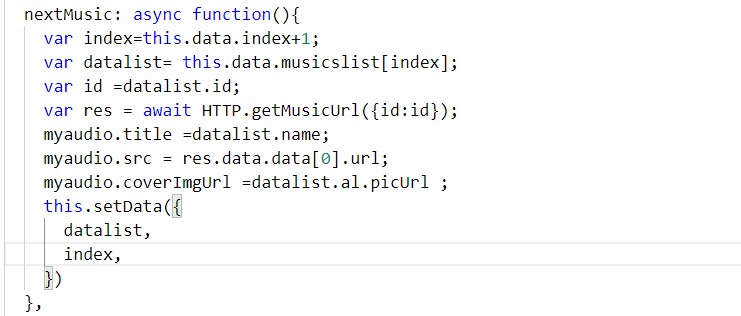 nextMusic: async function(){
var index=this.data.index+1;
var datalist= this.data.musicslist[index];
var id =datalist.id;
var res = await HTTP.getMusicUrl({id:id});
myaudio.title =datalist.name;
myaudio.src = res.data.data[0].url;
myaudio.coverImgUrl =datalist.al.picUrl ;
this.setData({
datalist,
index,
})
},